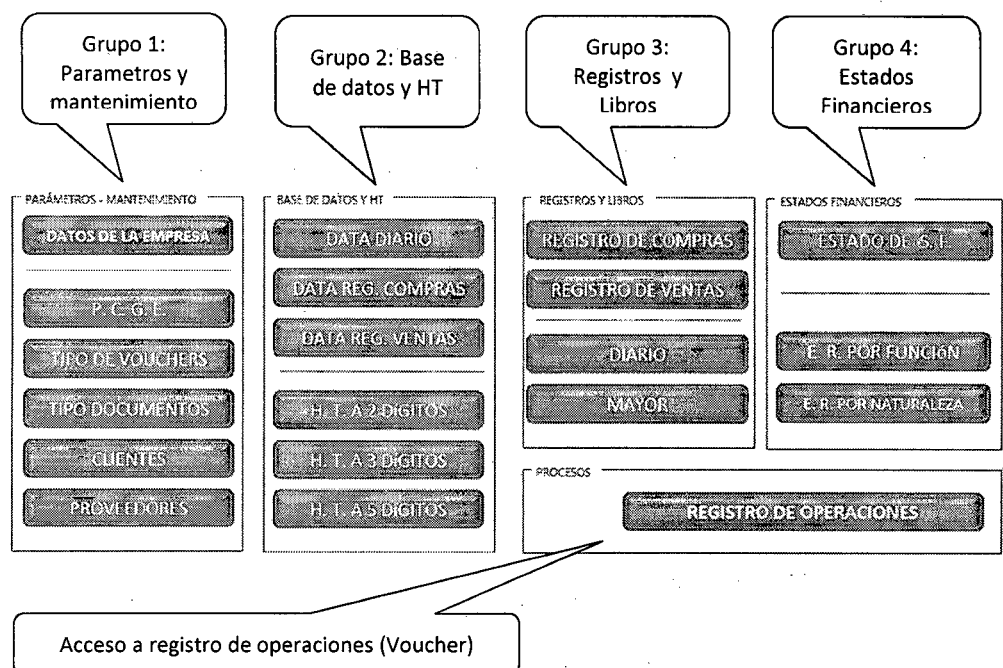 Grupo 1:
Parametros y
mantenimiento
Grupo 2: Base
de datos y HT
Grupo 3:
Registros y
Libros
Grupo 4:
Estados
Financieros
PARÁMETROS - MANTENIMIENTO
DATOS DE LA EMPRESA
P. C. G. E.
TIPO DE VOUCHERS
TIPO DOCUMENTOS
CLIENTES
PROVEEDORES
BASE DE DATOS Y HT
DATA DIARIO
DATA REG. COMPRAS
DATA REG. VENTAS
H. T. A 2 DIGITOS
H. T. A 3 DIGITOS
H. T. A 5 DIGITOS
REGISTROS Y LIBROS
REGISTRO DE COMPRAS
REGISTRO DE VENTAS
DIARIO
MAYOR
ESTADOS FINANCIEROS
ESTADO DE S. F.
E. R. POR FUNCIÓN
E. R. POR NATURALEZA
PROCESOS
REGISTRO DE OPERACIONES
Acceso a registro de operaciones (Voucher)